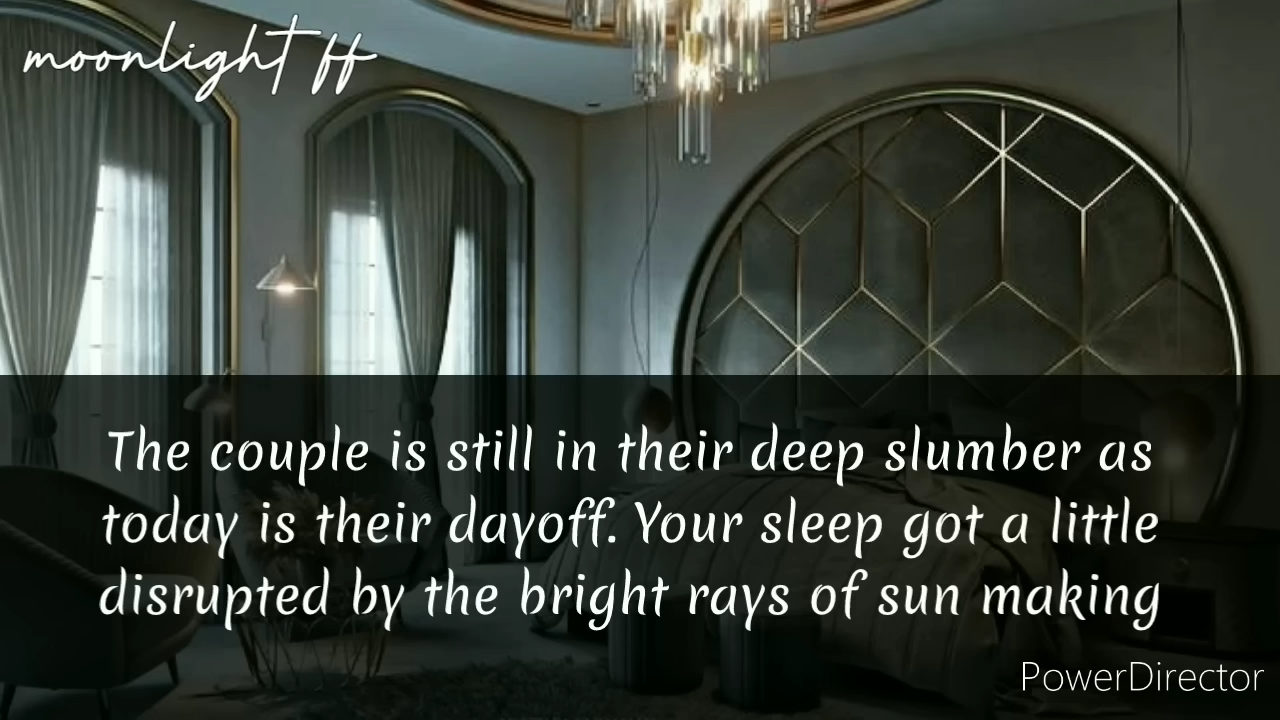 moonlight ff
The couple is still in their deep slumber as
today is their dayoff. Your sleep got a little
disrupted by the bright rays of sun making
PowerDirector